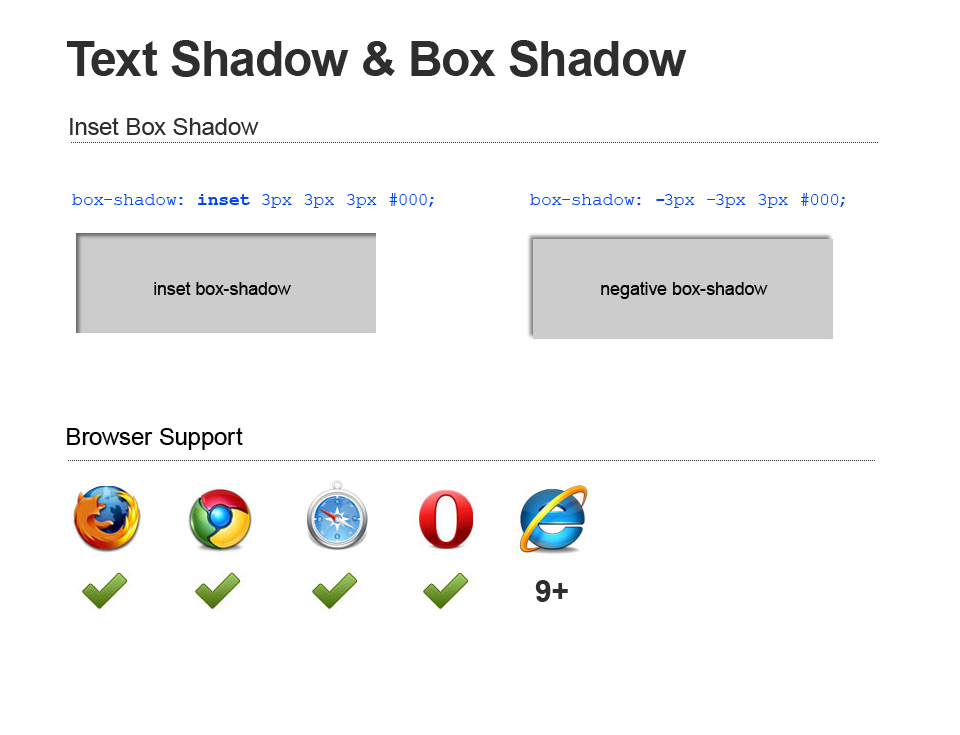 Text Shadow & Box Shadow
Inset Box Shadow
box-shadow: inset 3px 3px 3px #000;
box-shadow: -3px -3px 3px #000;
inset box-shadow
negative box-shadow
Browser Support
9+